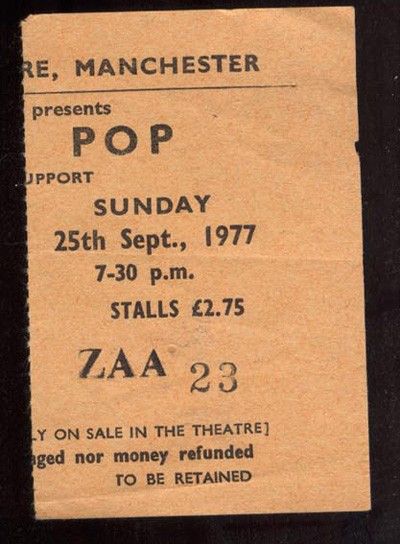 RE, MANCHESTER
presents
POP
UPPORT
SUNDAY
25th Sept., 1977
7-30 p.m.
STALLS £2.75
ZAA 23
LY ON SALE IN THE THEATRE]
aged nor money refunded
TO BE RETAINED